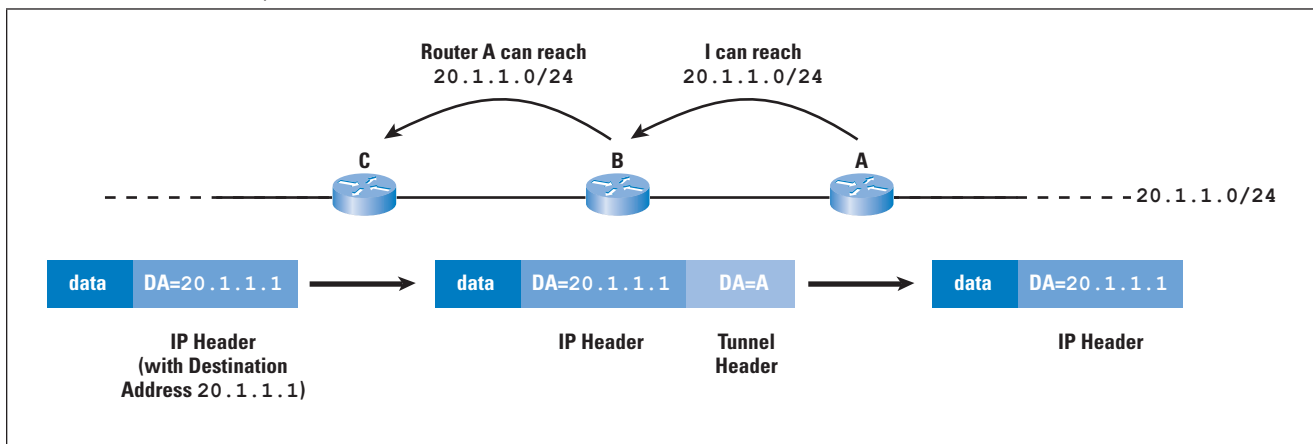 Router A can reach
20.1.1.0/24
I can reach
20.1.1.0/24
C
B
A
20.1.1.0/24
data DA=20.1.1.1
data DA=20.1.1.1 DA=A
data DA=20.1.1.1
IP Header
(with Destination
Address 20.1.1.1)
IP Header
Tunnel
Header
IP Header